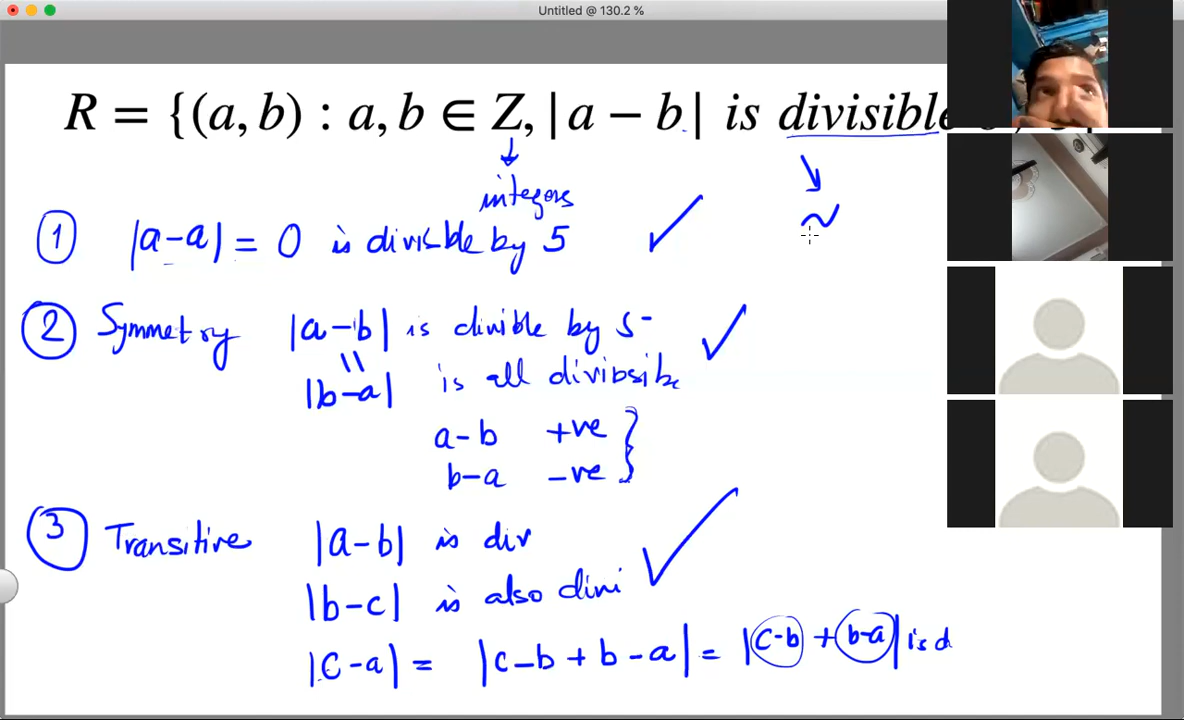 Untitled @ 130.2 %
R = {(a, b) : a, b ∈ Z, |a − b| is divisible
integers
~
① |a-a| = 0 is divisible by 5 ✓
② Symmetry |a-b| is divible by 5 ✓
||
|b-a| is all divibsible
a-b +ve }
b-a -ve }
③ Transitive |a-b| is div ✓
|b-c| is also divi
|c-a| = |c-b + b-a| = |c-b + b-a| is d